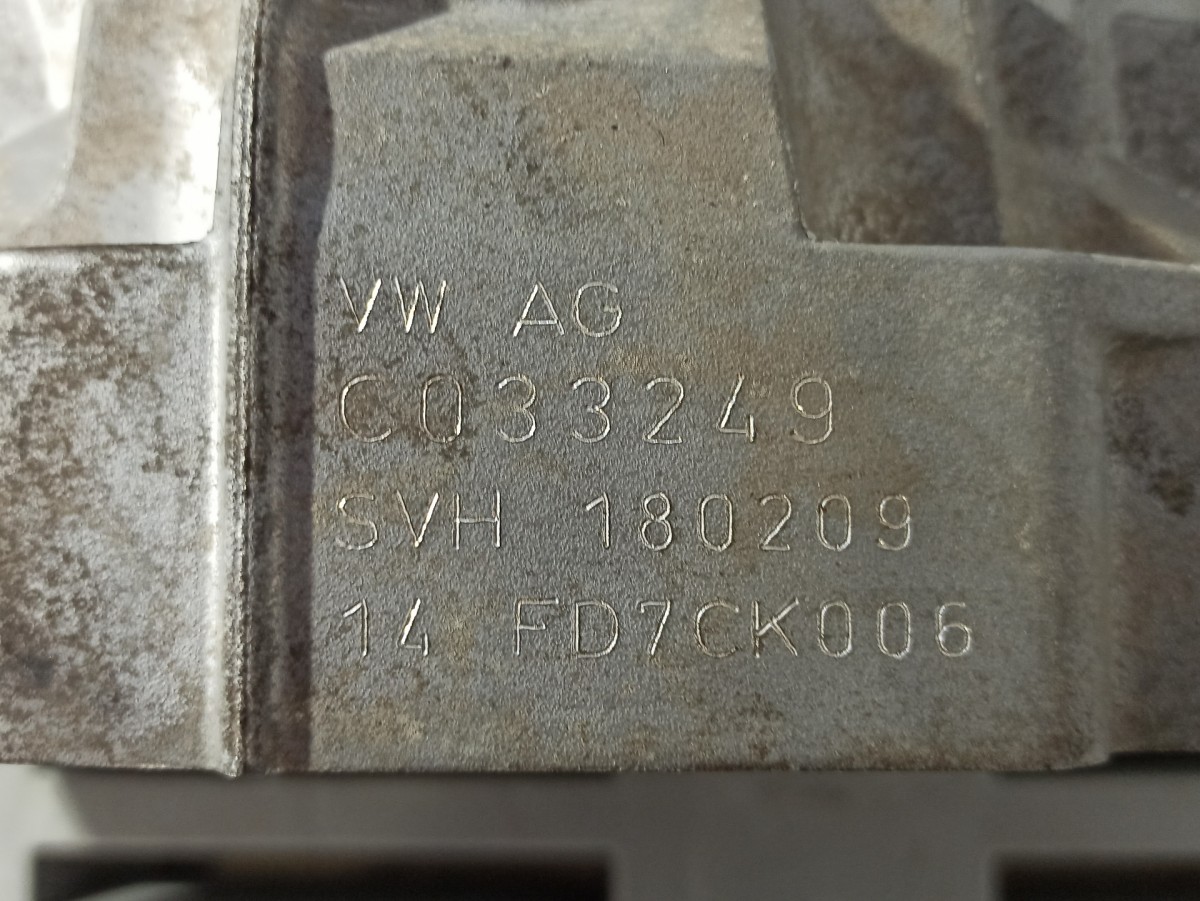 VW AG
C033249
SVH 180209
14 FD7CK006